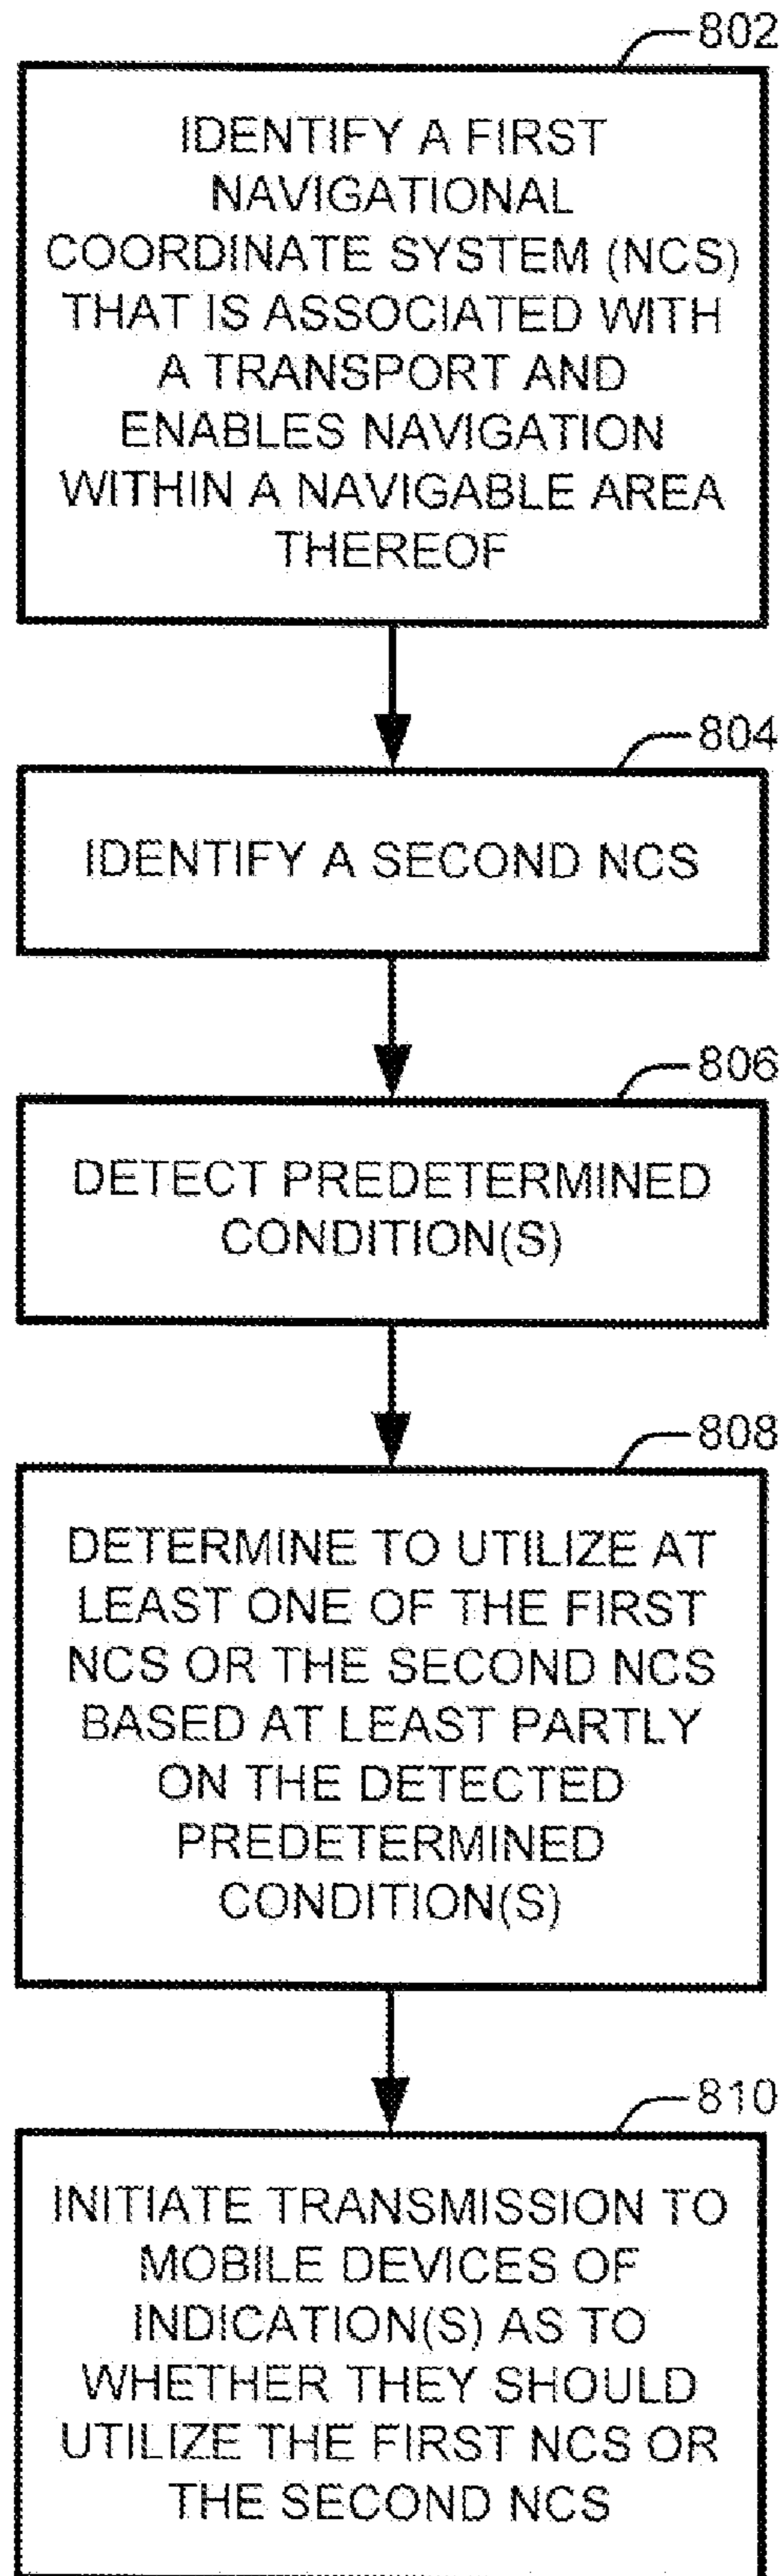 802
IDENTIFY A FIRST
NAVIGATIONAL
COORDINATE SYSTEM (NCS)
THAT IS ASSOCIATED WITH
A TRANSPORT AND
ENABLES NAVIGATION
WITHIN A NAVIGABLE AREA
THEREOF
804
IDENTIFY A SECOND NCS
806
DETECT PREDETERMINED
CONDITION(S)
808
DETERMINE TO UTILIZE AT
LEAST ONE OF THE FIRST
NCS OR THE SECOND NCS
BASED AT LEAST PARTLY
ON THE DETECTED
PREDETERMINED
CONDITION(S)
810
INITIATE TRANSMISSION TO
MOBILE DEVICES OF
INDICATION(S) AS TO
WHETHER THEY SHOULD
UTILIZE THE FIRST NCS OR
THE SECOND NCS